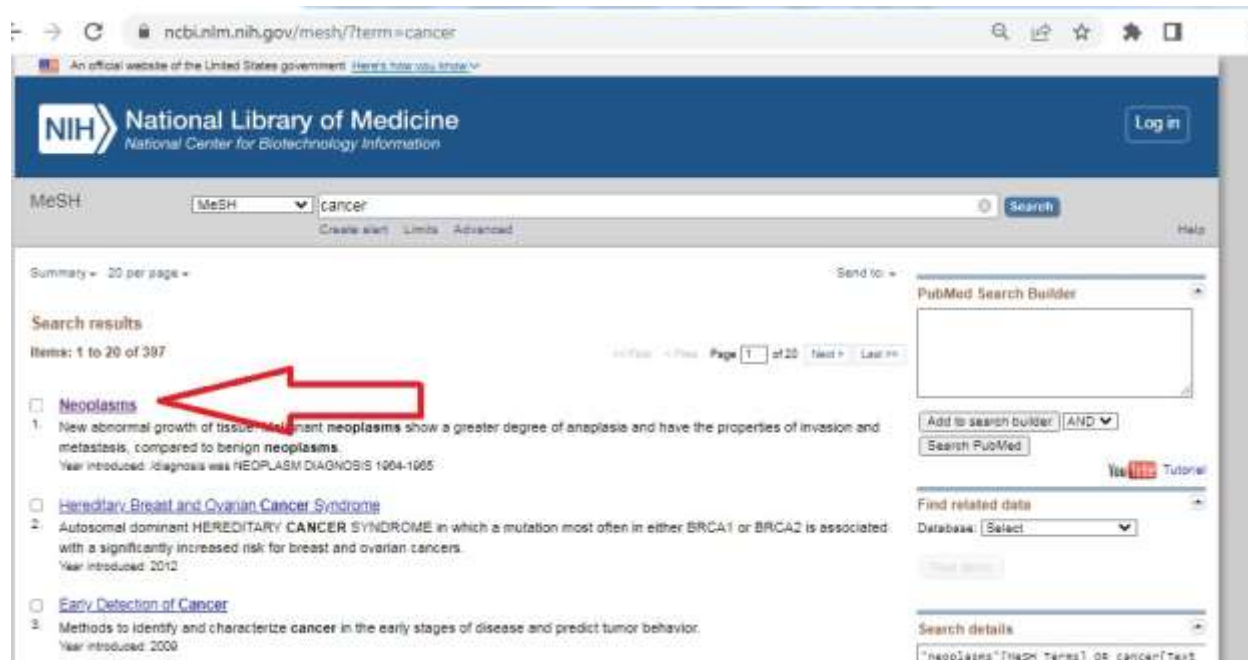 ncbi.nlm.nih.gov/mesh/?term=cancer
An official website of the United States government Here's how you know
NIH National Library of Medicine
National Center for Biotechnology Information
Log in
MeSH MeSH cancer Search
Create alert Limits Advanced Help
Summary 20 per page Send to:
PubMed Search Builder
Search results
Items: 1 to 20 of 397
<< First < Prev Page 1 of 20 Next > Last >>
Neoplasms
1. New abnormal growth of tissue. Malignant neoplasms show a greater degree of anaplasia and have the properties of invasion and
metastasis, compared to benign neoplasms.
Year introduced: /diagnosis was NEOPLASM DIAGNOSIS 1964-1965
Add to search builder AND
Search PubMed
YouTube Tutorial
Hereditary Breast and Ovarian Cancer Syndrome
2. Autosomal dominant HEREDITARY CANCER SYNDROME in which a mutation most often in either BRCA1 or BRCA2 is associated
with a significantly increased risk for breast and ovarian cancers.
Year introduced: 2012
Find related data
Database: Select
Find items
Early Detection of Cancer
3. Methods to identify and characterize cancer in the early stages of disease and predict tumor behavior.
Year introduced: 2009
Search details
"neoplasms"[MeSH Terms] OR cancer[Text